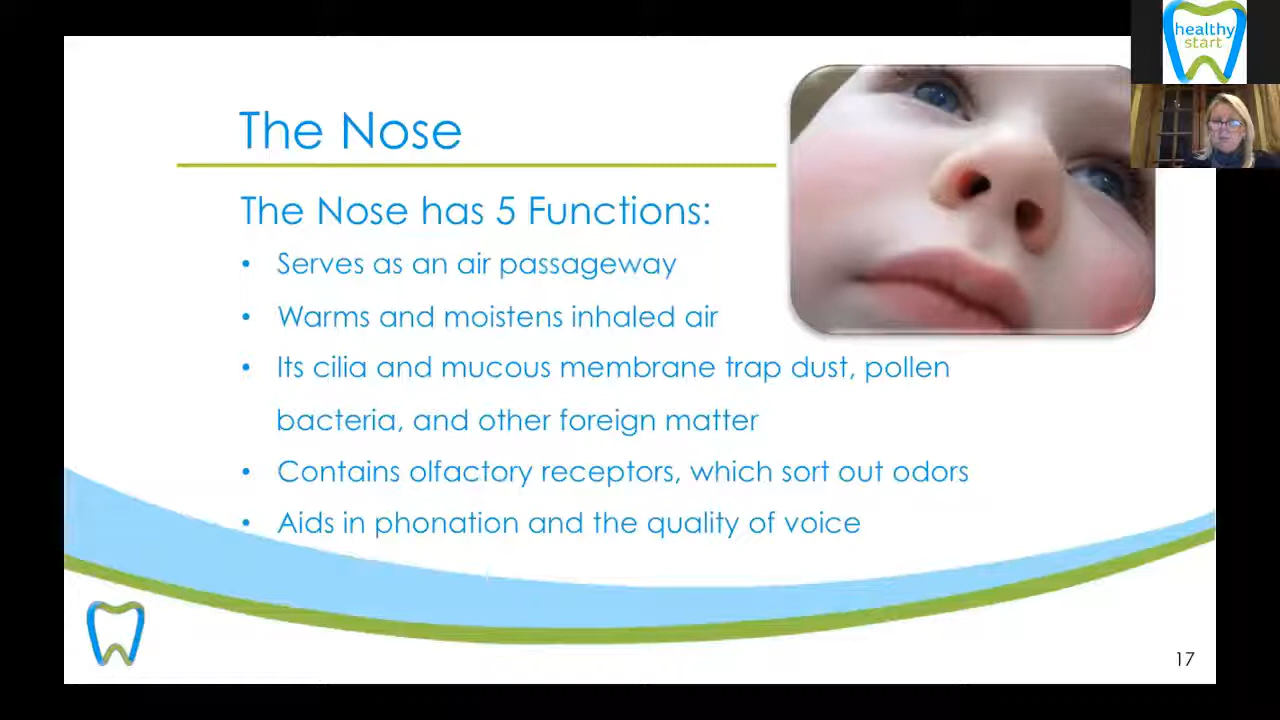 healthy
start
The Nose
The Nose has 5 Functions:
• Serves as an air passageway
• Warms and moistens inhaled air
• Its cilia and mucous membrane trap dust, pollen
bacteria, and other foreign matter
• Contains olfactory receptors, which sort out odors
• Aids in phonation and the quality of voice
17